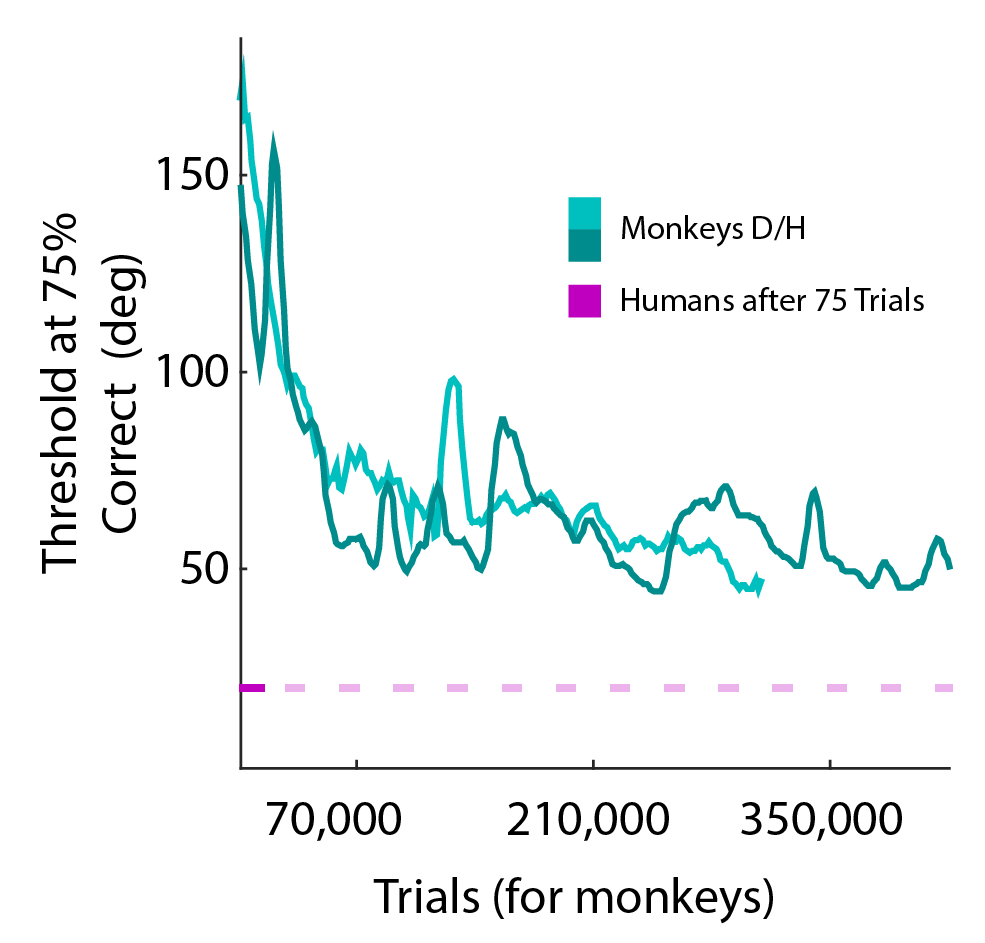 150
100
50
Threshold at 75%
Correct (deg)
Monkeys D/H
Humans after 75 Trials
70,000
210,000
350,000
Trials (for monkeys)